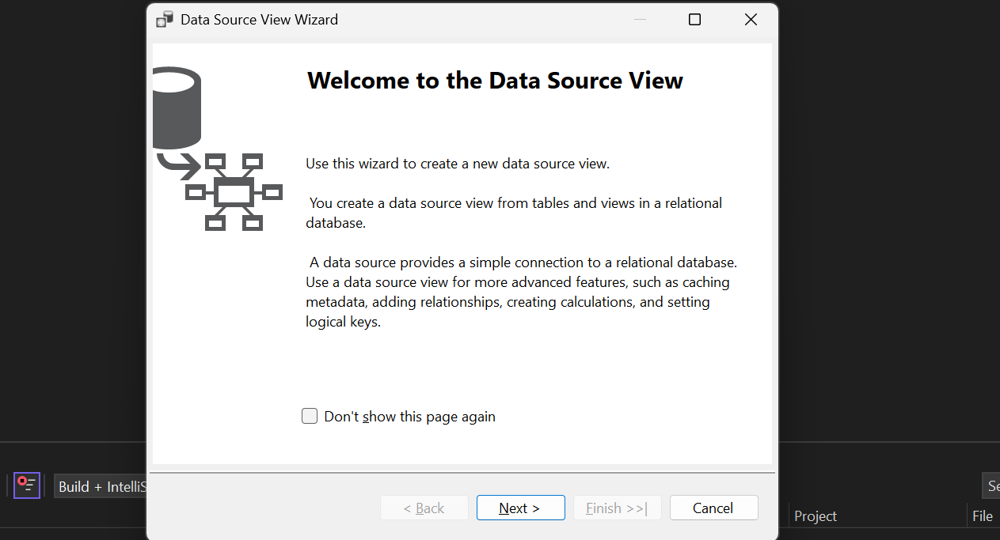 Data Source View Wizard
Welcome to the Data Source View
Use this wizard to create a new data source view.
You create a data source view from tables and views in a relational
database.
A data source provides a simple connection to a relational database.
Use a data source view for more advanced features, such as caching
metadata, adding relationships, creating calculations, and setting
logical keys.
Don't show this page again
Build + IntelliS
Se
< Back
Next >
Finish >>|
Cancel
Project
File